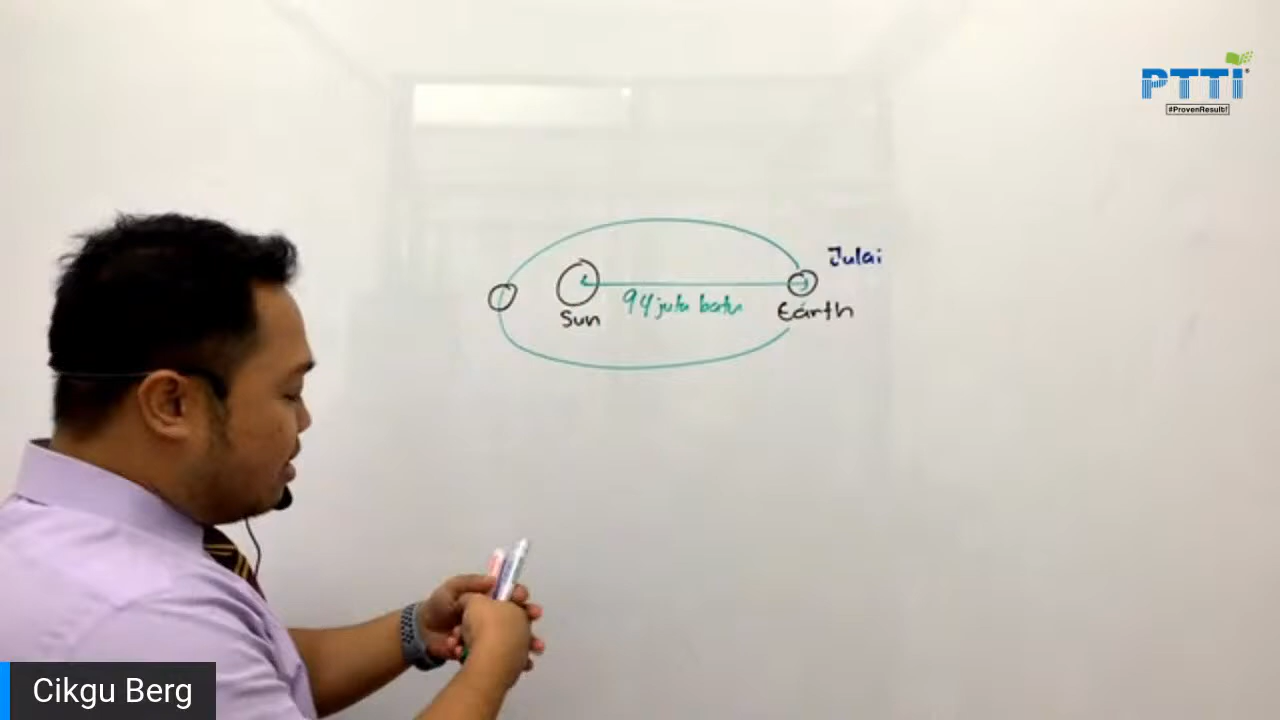 PTTI
#ProvenResult!
Julai
94 juta batu
Earth
Sun
Cikgu Berg